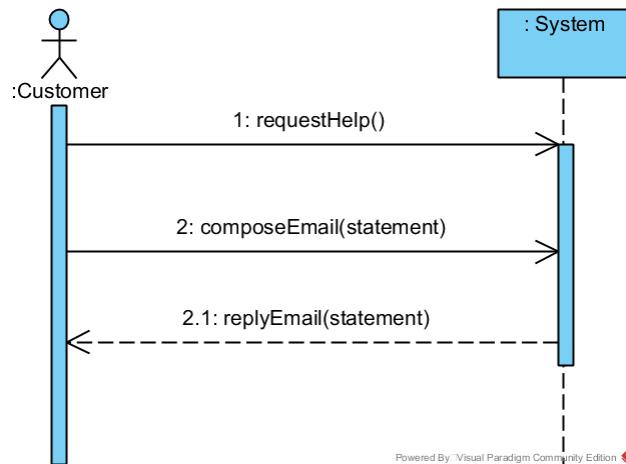 : System
:Customer
1: requestHelp()
2: composeEmail(statement)
2.1: replyEmail(statement)
Powered By Visual Paradigm Community Edition